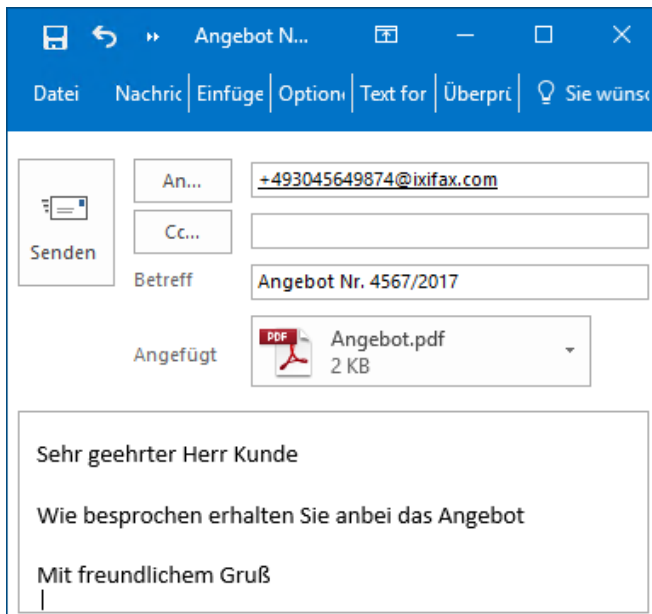 Angebot N...
Datei Nachric Einfüge Option Text for Überprü Sie wünsc
An... +493045649874@ixifax.com
Cc...
Senden
Betreff Angebot Nr. 4567/2017
Angefügt PDF Angebot.pdf
2 KB
Sehr geehrter Herr Kunde
Wie besprochen erhalten Sie anbei das Angebot
Mit freundlichem Gruß